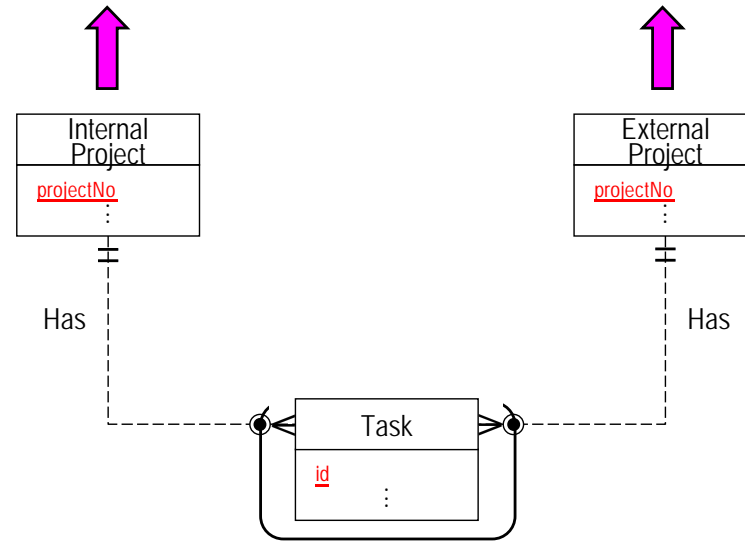 Internal
Project
projectNo
⋮
External
Project
projectNo
⋮
Has
Has
Task
id
⋮